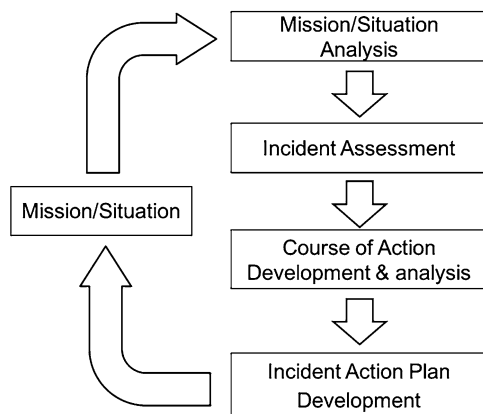 Mission/Situation
Analysis
Incident Assessment
Mission/Situation
Course of Action
Development & analysis
Incident Action Plan
Development